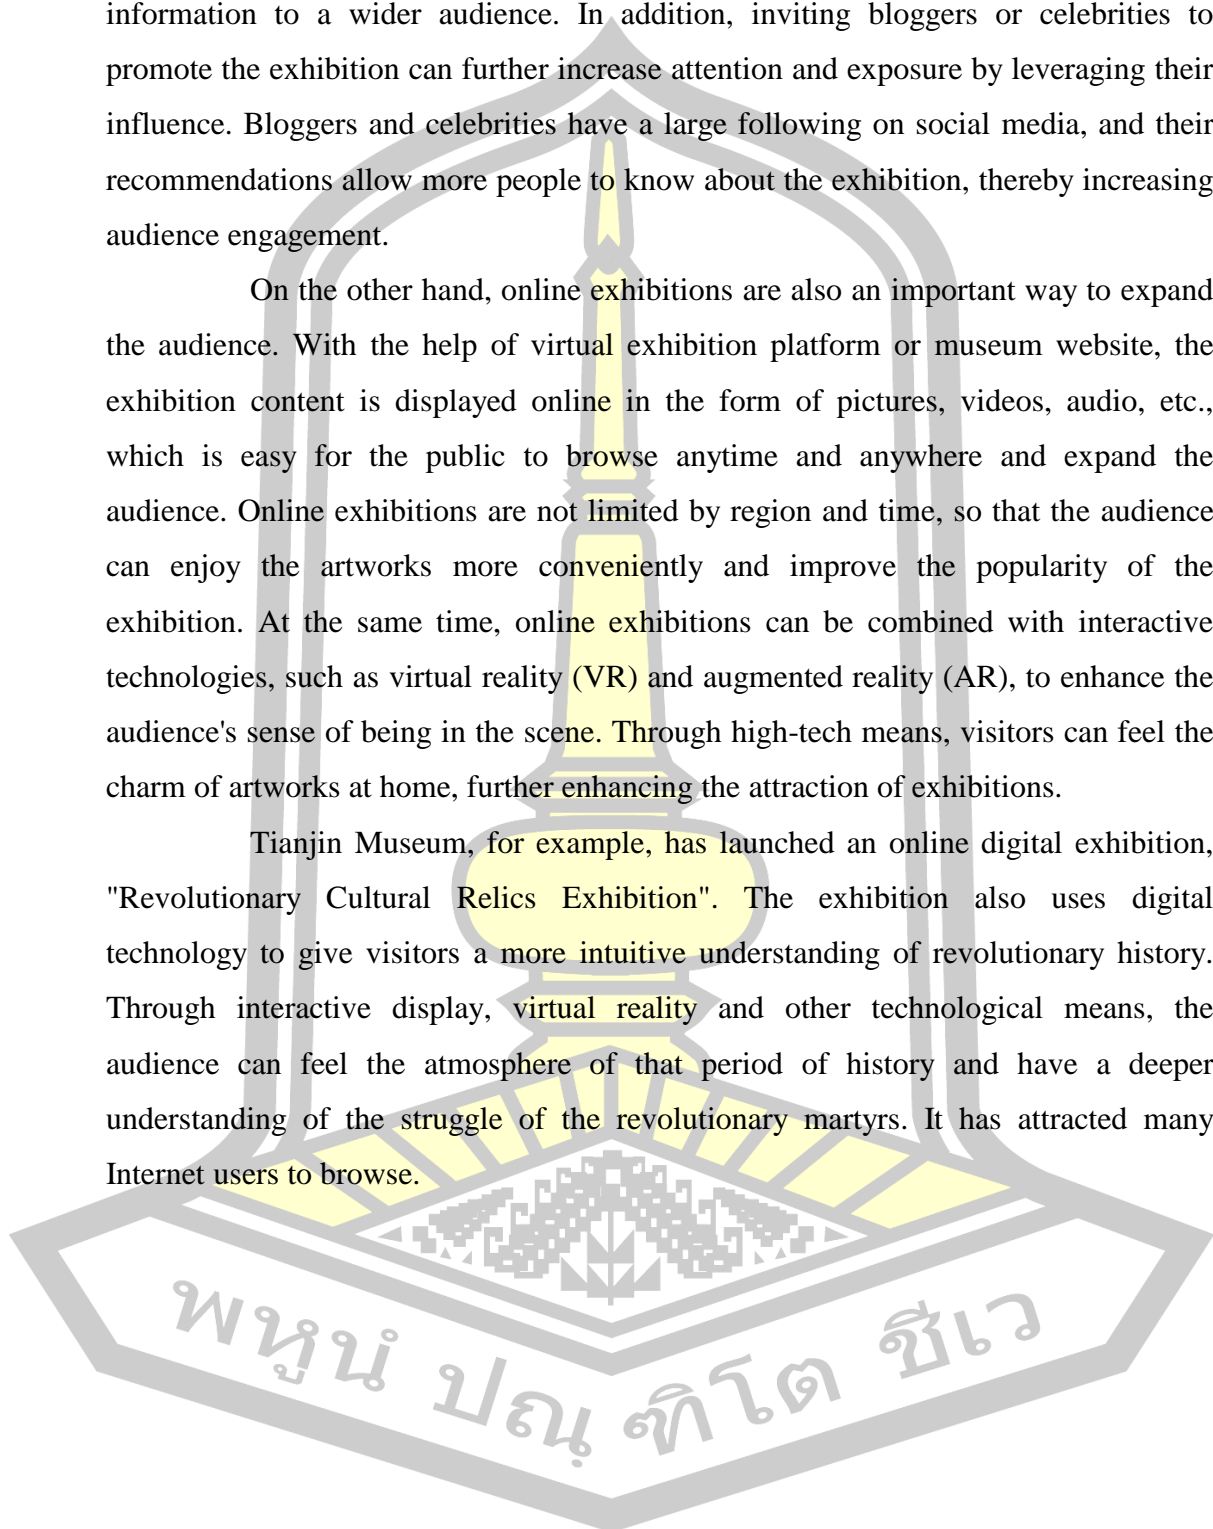 information to a wider audience. In addition, inviting bloggers or celebrities to
promote the exhibition can further increase attention and exposure by leveraging their
influence. Bloggers and celebrities have a large following on social media, and their
recommendations allow more people to know about the exhibition, thereby increasing
audience engagement.
On the other hand, online exhibitions are also an important way to expand
the audience. With the help of virtual exhibition platform or museum website, the
exhibition content is displayed online in the form of pictures, videos, audio, etc.,
which is easy for the public to browse anytime and anywhere and expand the
audience. Online exhibitions are not limited by region and time, so that the audience
can enjoy the artworks more conveniently and improve the popularity of the
exhibition. At the same time, online exhibitions can be combined with interactive
technologies, such as virtual reality (VR) and augmented reality (AR), to enhance the
audience's sense of being in the scene. Through high-tech means, visitors can feel the
charm of artworks at home, further enhancing the attraction of exhibitions.
Tianjin Museum, for example, has launched an online digital exhibition,
"Revolutionary Cultural Relics Exhibition". The exhibition also uses digital
technology to give visitors a more intuitive understanding of revolutionary history.
Through interactive display, virtual reality and other technological means, the
audience can feel the atmosphere of that period of history and have a deeper
understanding of the struggle of the revolutionary martyrs. It has attracted many
Internet users to browse.
พหูนํ ปณฺฑิโต ชีเว